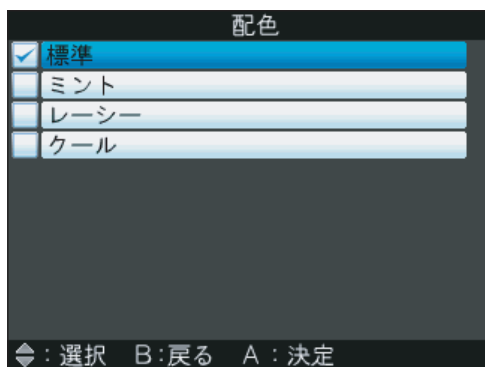 配色
標準
ミント
レーシー
クール
：選択　B：戻る　A：決定